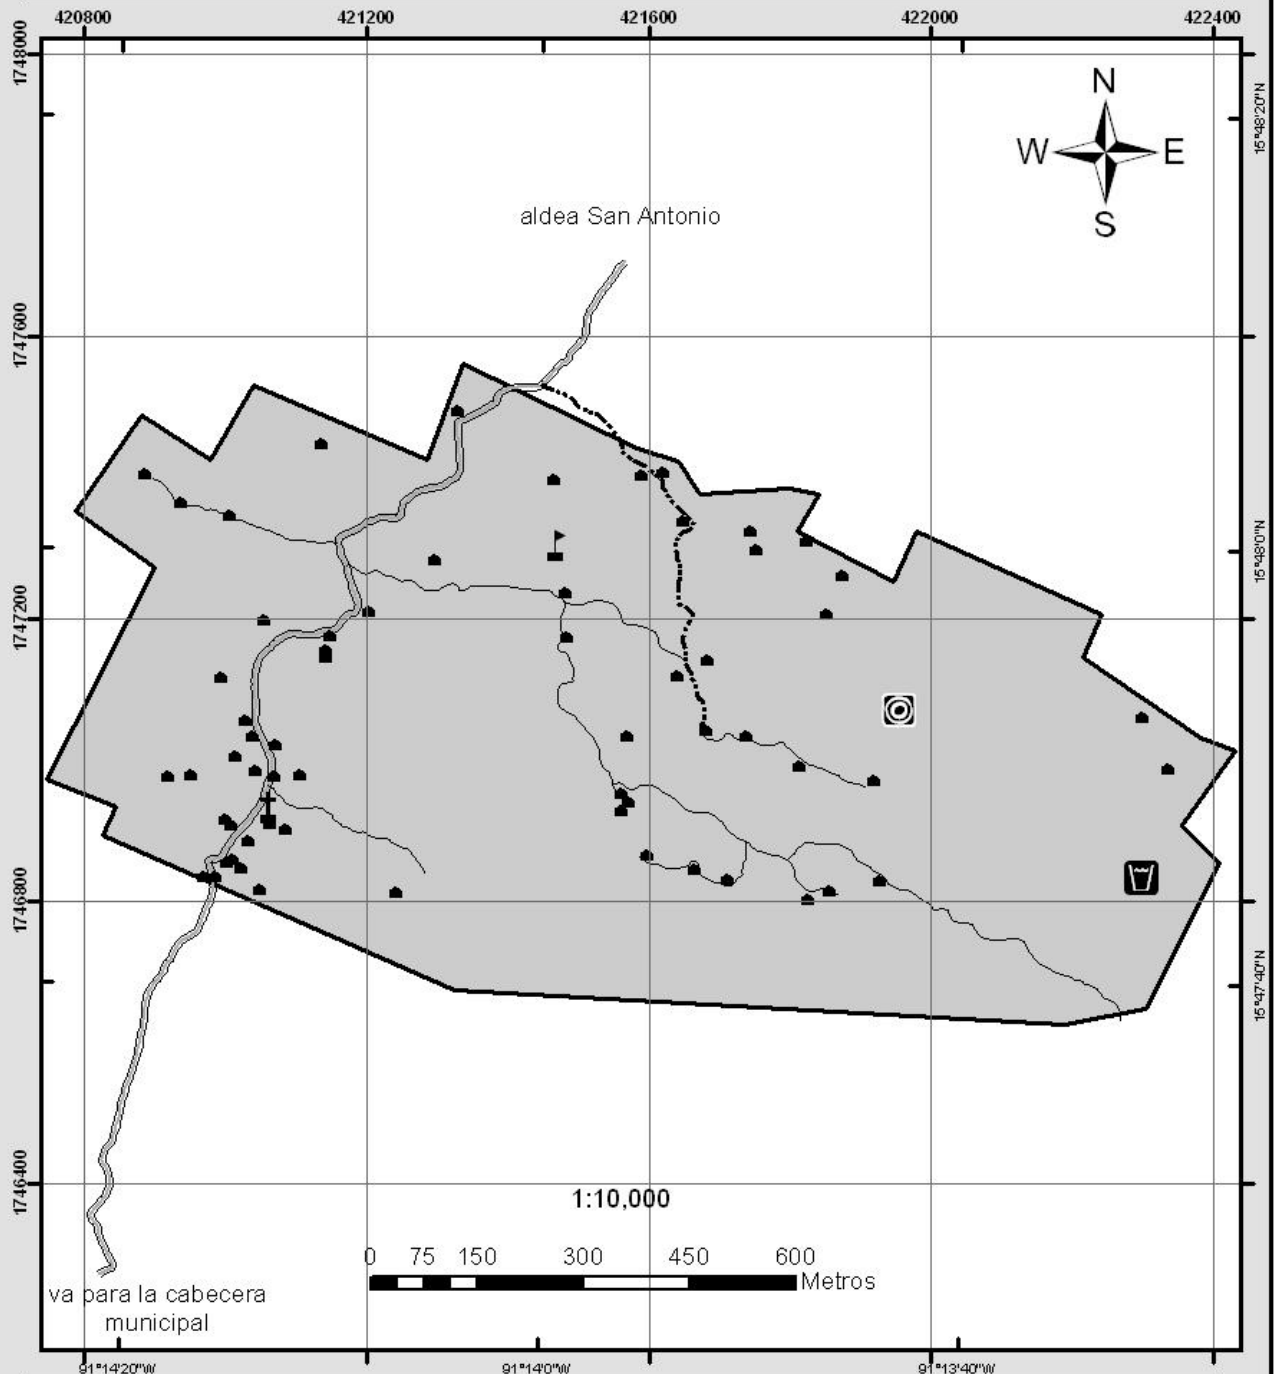 420800 421200 421600 422000 422400
1748000
15°48'20"N
N
W E
S
aldea San Antonio
1747600
15°48'0"N
1747200
1746800
15°47'40"N
1746400
1:10,000
0 75 150 300 450 600
Metros
va para la cabecera
municipal
91°14'20"W 91°14'0"W 91°13'40"W